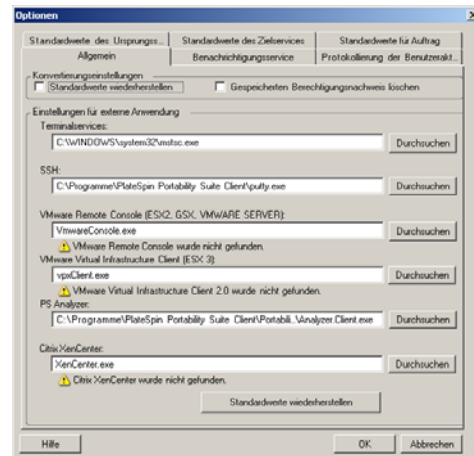 Optionen
Standardwerte des Ursprungss...
Standardwerte des Zielservices
Standardwerte für Auftrag
Allgemein
Benachrichtigungsservice
Protokollierung der Benutzerakt...
Konvertierungseinstellungen
Standardwerte wiederherstellen
Gespeicherten Berechtigungsnachweis löschen
Einstellungen für externe Anwendung
Terminalservices:
C:\WINDOWS\system32\mstsc.exe
Durchsuchen
SSH:
C:\Programme\PlateSpin Portability Suite Client\putty.exe
Durchsuchen
VMware Remote Console (ESX2, GSX, VMWARE SERVER):
VmwareConsole.exe
Durchsuchen
VMware Remote Console wurde nicht gefunden.
VMware Virtual Infrastructure Client (ESX 3):
vpxClient.exe
Durchsuchen
VMware Virtual Infrastructure Client 2.0 wurde nicht gefunden.
PS Analyzer:
C:\Programme\PlateSpin Portability Suite Client\Portabili..\Analyzer.Client.exe
Durchsuchen
Citrix XenCenter:
XenCenter.exe
Durchsuchen
Citrix XenCenter wurde nicht gefunden.
Standardwerte wiederherstellen
Hilfe
OK
Abbrechen